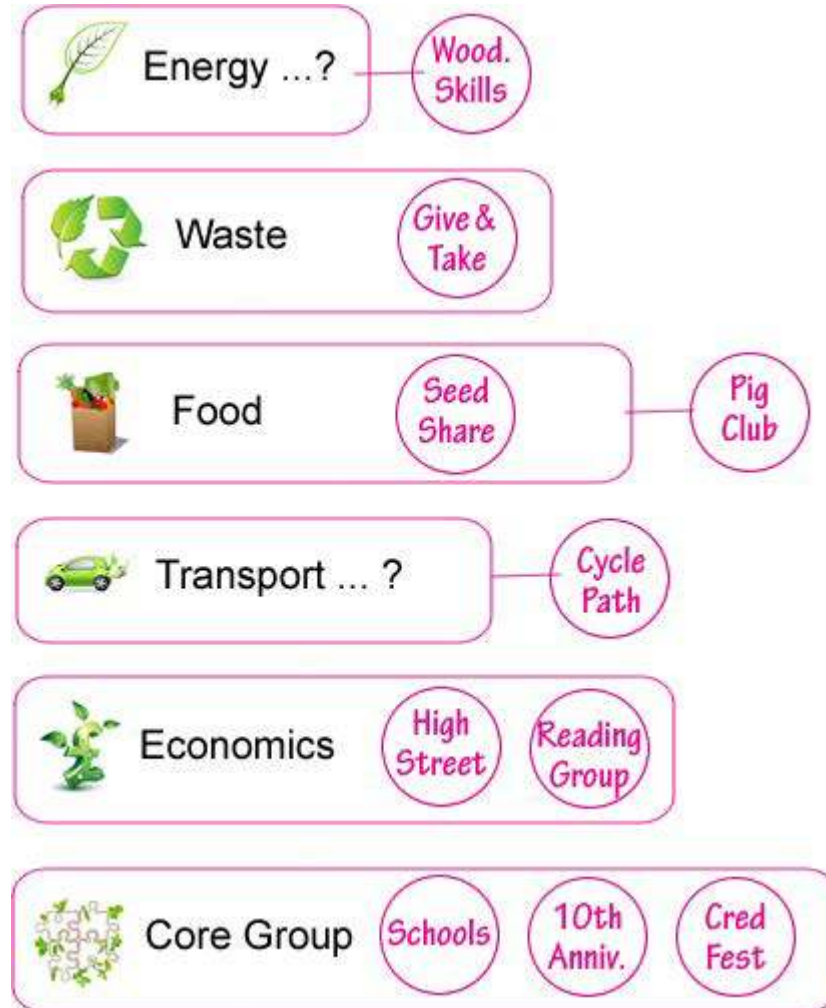 Energy ...?
Wood.
Skills
Waste
Give &
Take
Food
Seed
Share
Pig
Club
Transport ... ?
Cycle
Path
Economics
High
Street
Reading
Group
Core Group
Schools
10th
Anniv.
Cred
Fest